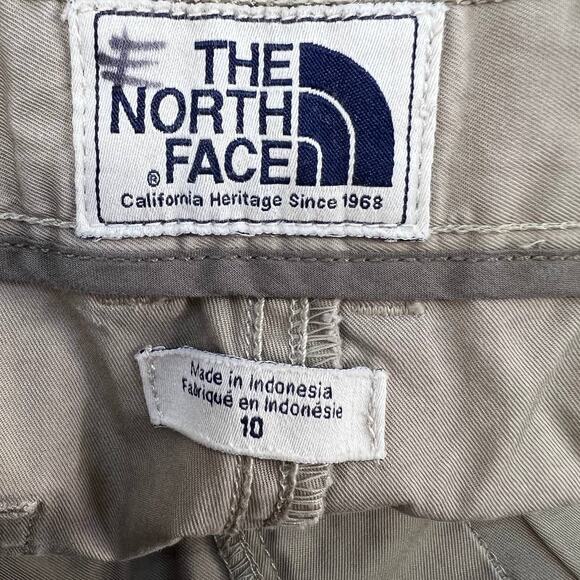 THE
NORTH
FACE
®
California Heritage Since 1968
Made in Indonesia
Fabriqué en Indonésie
10